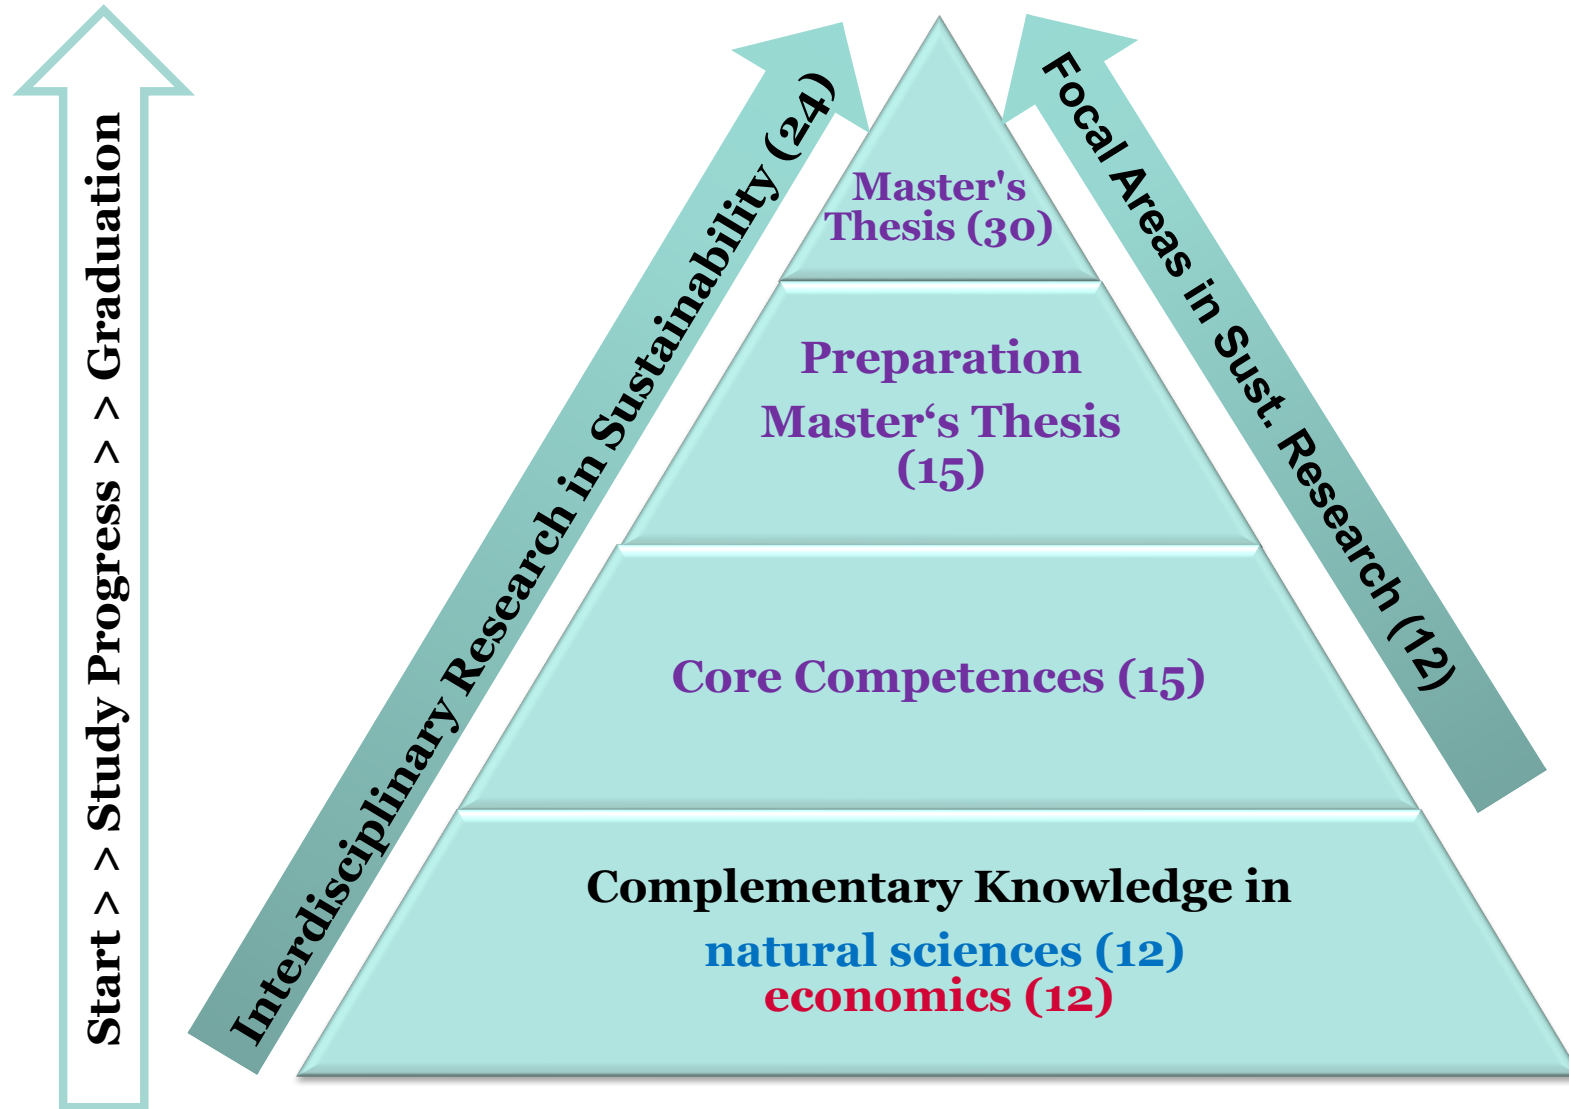 Start > > Study Progress > > Graduation
Interdisciplinary Research in Sustainability (24)
Focal Areas in Sust. Research (12)
Master's
Thesis (30)
Preparation
Master‘s Thesis
(15)
Core Competences (15)
Complementary Knowledge in
natural sciences (12)
economics (12)